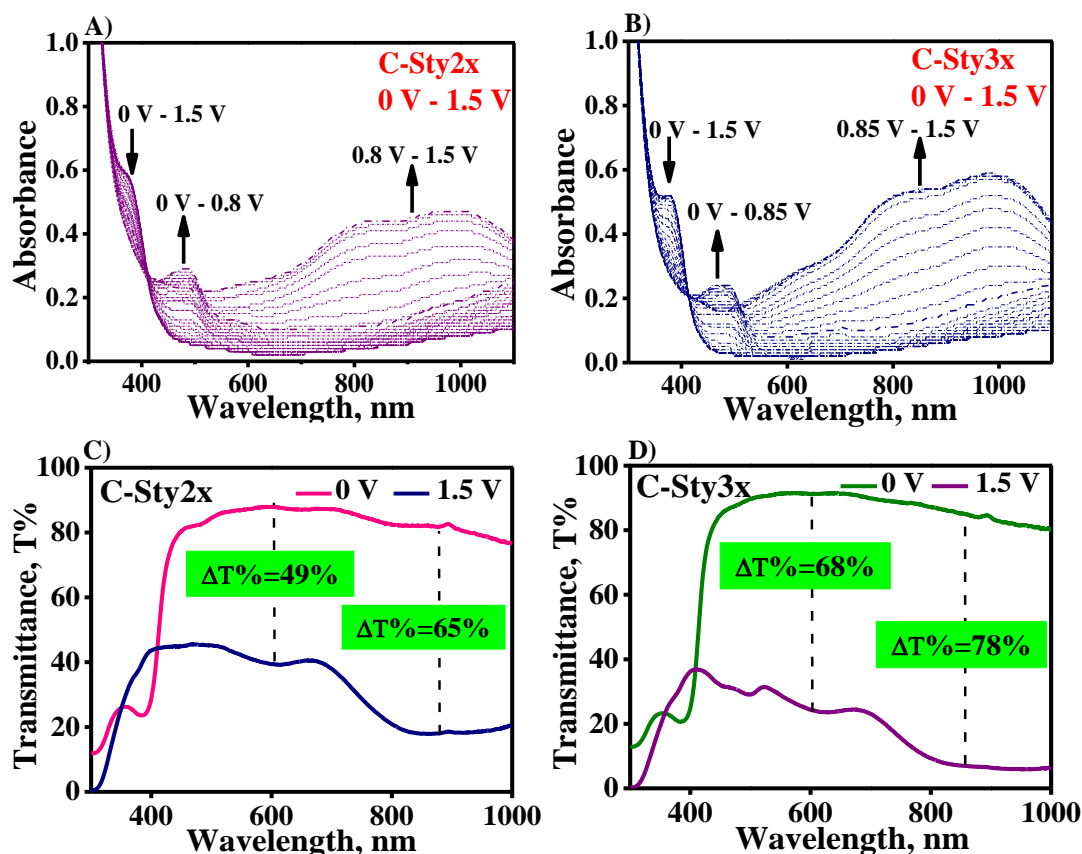 A)
C-Sty2x
0 V - 1.5 V
0 V - 1.5 V
0.8 V - 1.5 V
0 V - 0.8 V
Absorbance
1.0
0.8
0.6
0.4
0.2
0.0
400 600 800 1000
Wavelength, nm
B)
C-Sty3x
0 V - 1.5 V
0 V - 1.5 V
0.85 V - 1.5 V
0 V - 0.85 V
Absorbance
1.0
0.8
0.6
0.4
0.2
0.0
400 600 800 1000
Wavelength, nm
C)
C-Sty2x
0 V 1.5 V
ΔT%=49%
ΔT%=65%
Transmittance, T%
100
80
60
40
20
0
400 600 800 1000
Wavelength, nm
D)
C-Sty3x
0 V 1.5 V
ΔT%=68%
ΔT%=78%
Transmittance, T%
100
80
60
40
20
0
400 600 800 1000
Wavelength, nm